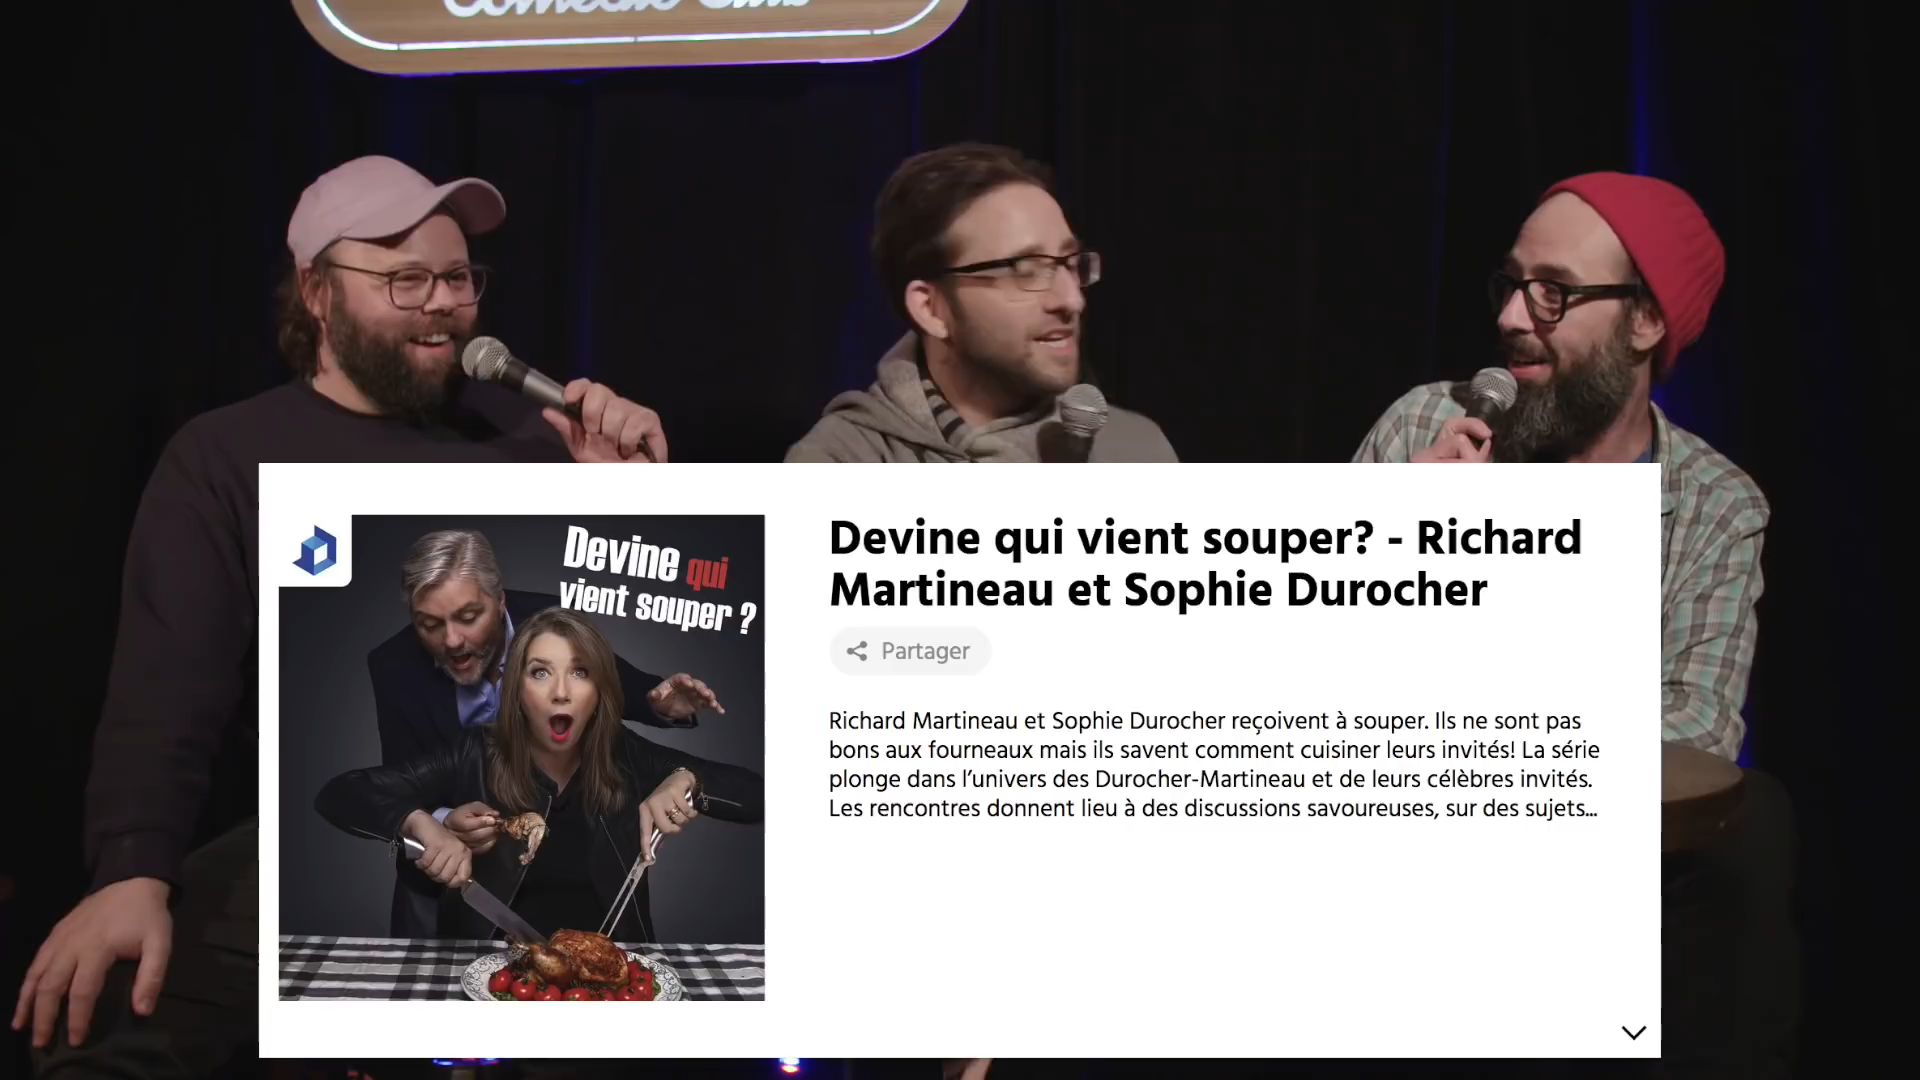 Comédie Club
Devine qui
vient souper ?
Devine qui vient souper? - Richard
Martineau et Sophie Durocher
Partager
Richard Martineau et Sophie Durocher reçoivent à souper. Ils ne sont pas
bons aux fourneaux mais ils savent comment cuisiner leurs invités! La série
plonge dans l’univers des Durocher-Martineau et de leurs célèbres invités.
Les rencontres donnent lieu à des discussions savoureuses, sur des sujets...